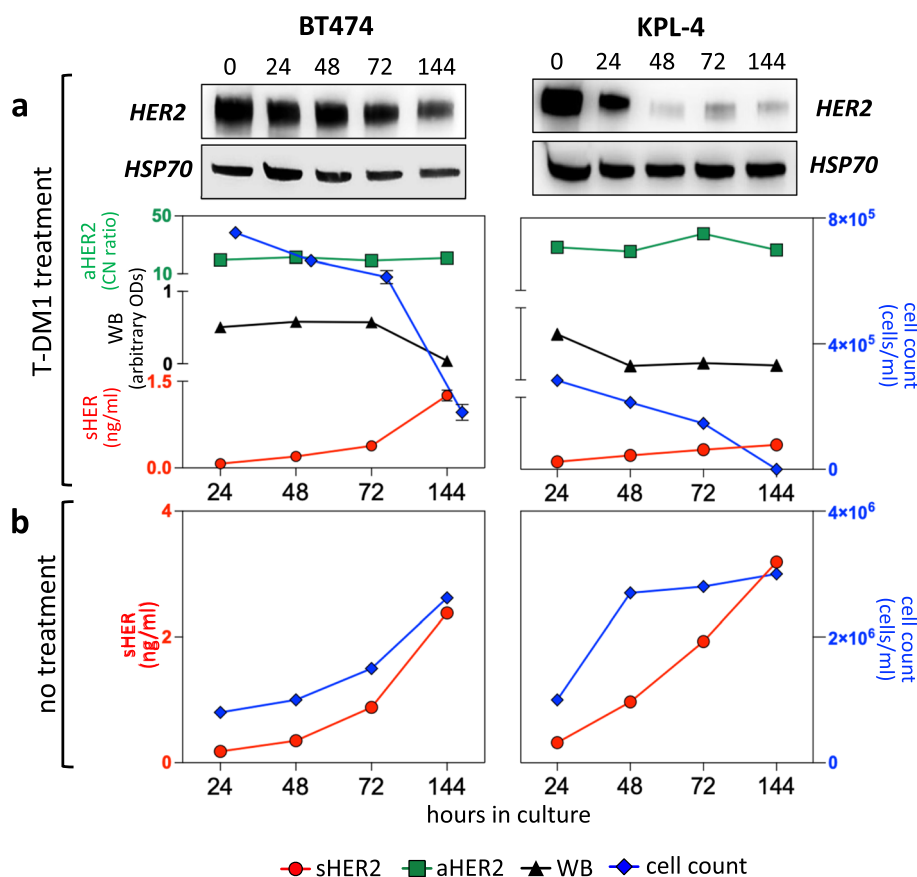 BT474
KPL-4
0 24 48 72 144
0 24 48 72 144
a
HER2
HER2
HSP70
HSP70
T-DM1 treatment
50
10
aHER2
(CN ratio)
1
0
WB
(arbitrary ODs)
1.5
0.0
sHER
(ng/ml)
8×10⁵
4×10⁵
0
cell count
(cells/ml)
24 48 72 144
24 48 72 144
b
no treatment
4
2
0
sHER
(ng/ml)
4×10⁶
2×10⁶
0
cell count
(cells/ml)
24 48 72 144
24 48 72 144
hours in culture
sHER2 aHER2 WB cell count